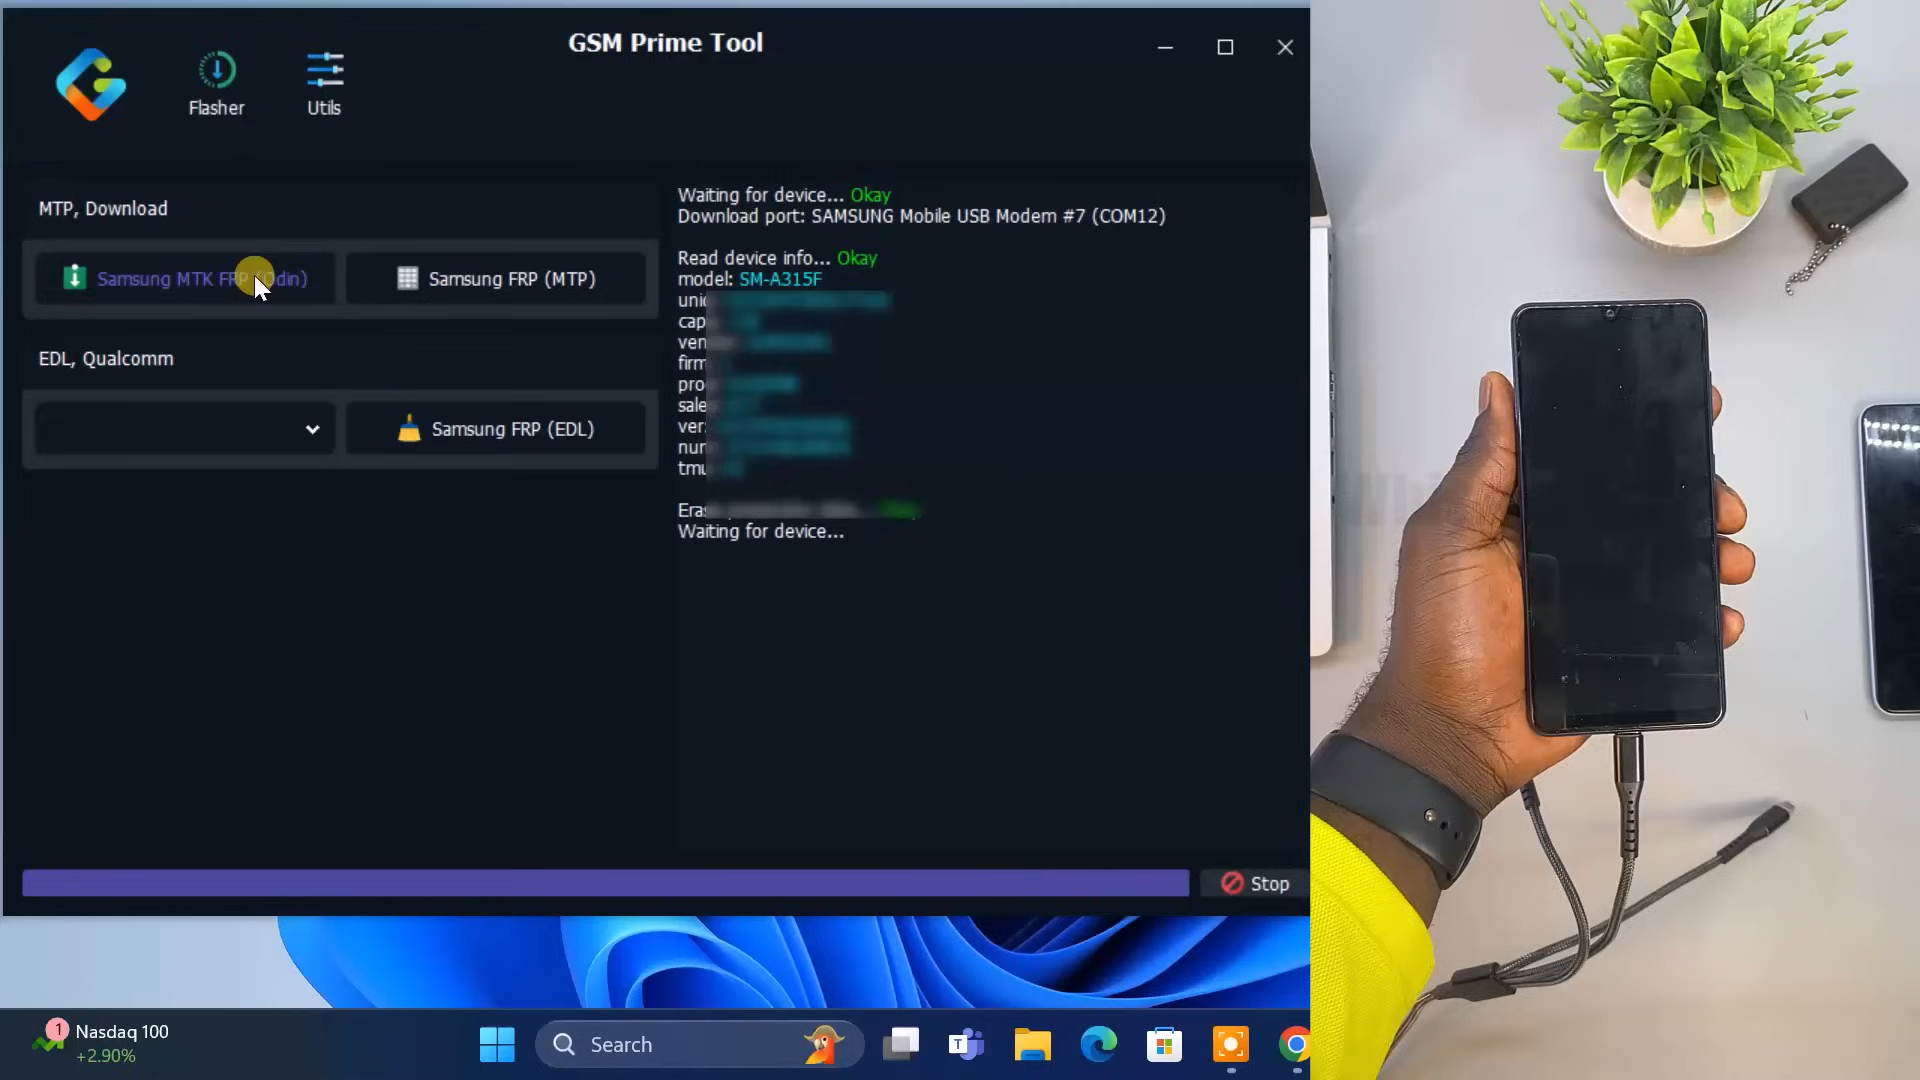 GSM Prime Tool
Flasher
Utils
MTP, Download
Samsung MTK FRP (Odin)
Samsung FRP (MTP)
EDL, Qualcomm
Samsung FRP (EDL)
Waiting for device... Okay
Download port: SAMSUNG Mobile USB Modem #7 (COM12)
Read device info... Okay
model: SM-A315F
Waiting for device...
Stop
1
Nasdaq 100
+2.90%
Search
T